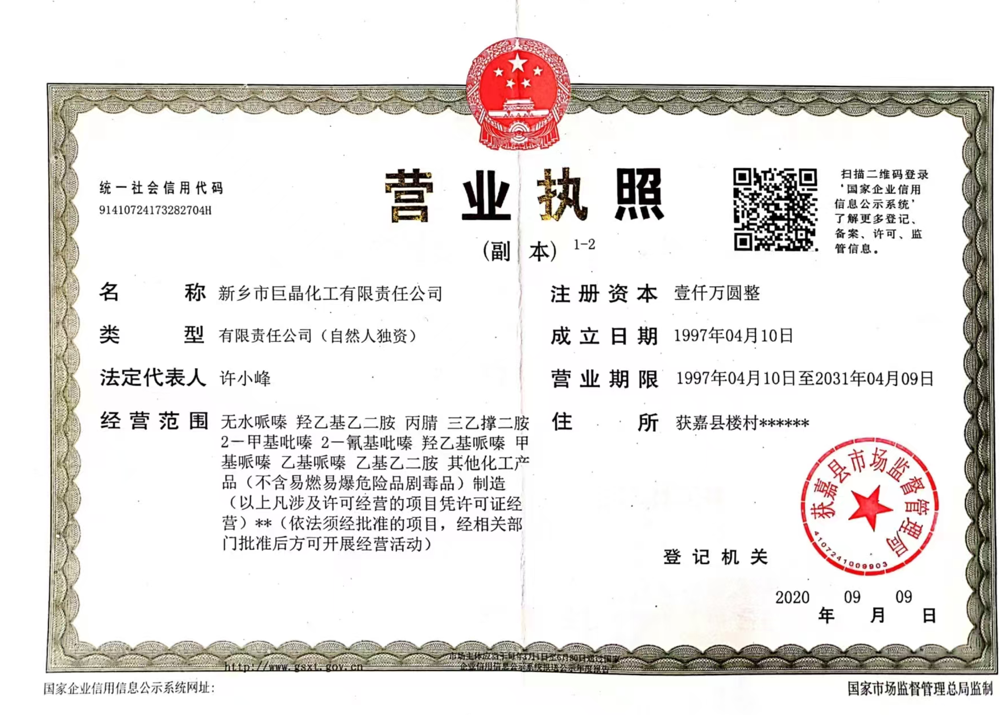 营业执照
(副 本) 1-2
统一社会信用代码
91410724173282704H
扫描二维码登录
‘国家企业信用
信息公示系统’
了解更多登记、
备案、许可、监
管信息。
名 称 新乡市巨晶化工有限责任公司
类 型 有限责任公司（自然人独资）
法定代表人 许小峰
经营范围 无水哌嗪 羟乙基乙二胺 丙腈 三乙撑二胺
2－甲基吡嗪 2－氰基吡嗪 羟乙基哌嗪 甲
基哌嗪 乙基哌嗪 乙基乙二胺 其他化工产
品（不含易燃易爆危险品剧毒品）制造
（以上凡涉及许可经营的项目凭许可证经
营）**（依法须经批准的项目，经相关部
门批准后方可开展经营活动）
注册资本 壹仟万圆整
成立日期 1997年04月10日
营业期限 1997年04月10日至2031年04月09日
住 所 获嘉县楼村******
获嘉县市场监督管理局
4107241009903
登记机关
2020 年 09 月 09 日
http://www.gsxt.gov.cn
市场主体应当于每年1月1日至6月30日通过国家
企业信用信息公示系统报送公示年度报告
国家企业信用信息公示系统网址:
国家市场监督管理总局监制